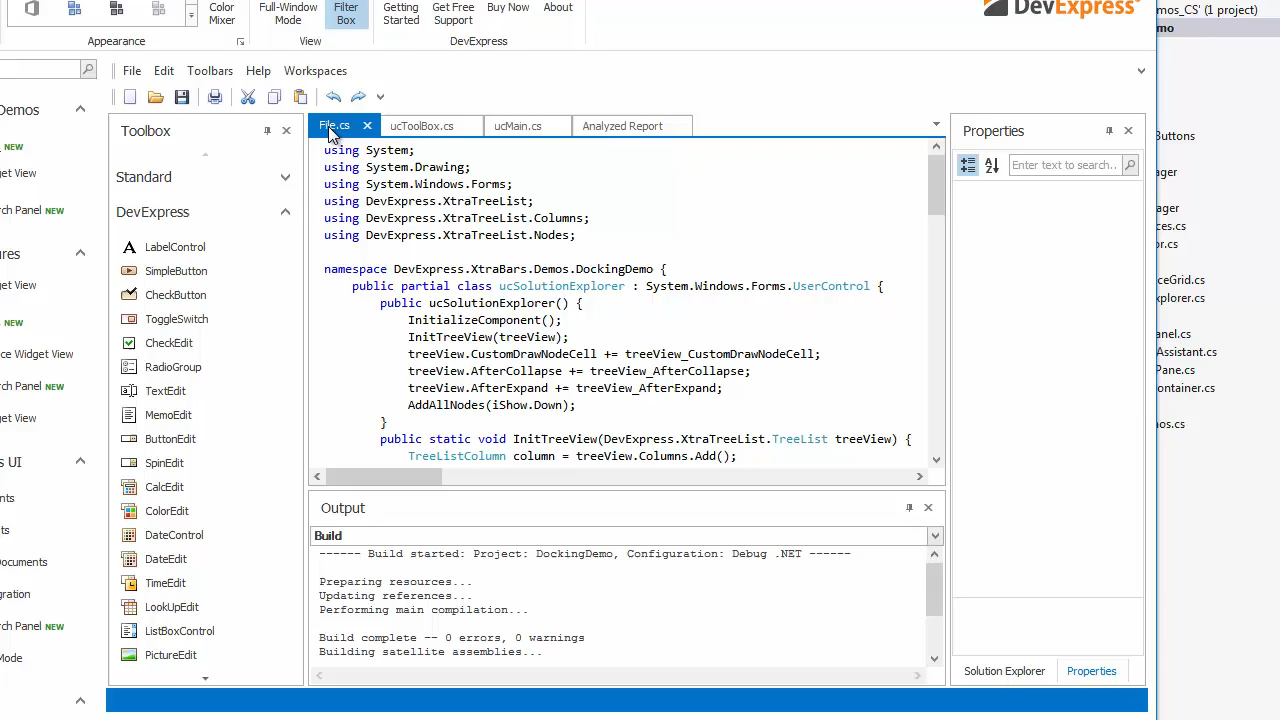 Color
Mixer
Full-Window
Mode
Filter
Box
Getting
Started
Get Free
Support
Buy Now
About
Appearance
View
DevExpress
DevExpress
mos_CS' (1 project)
mo
File Edit Toolbars Help Workspaces
Demos
NEW
get View
rch Panel NEW
res
get View
NEW
ce Widget View
rch Panel NEW
get View
s UI
nts
ts
ocuments
gration
rch Panel NEW
Mode
Toolbox
Standard
DevExpress
LabelControl
SimpleButton
CheckButton
ToggleSwitch
CheckEdit
RadioGroup
TextEdit
MemoEdit
ButtonEdit
SpinEdit
CalcEdit
ColorEdit
DateControl
DateEdit
TimeEdit
LookUpEdit
ListBoxControl
PictureEdit
File.cs ucToolBox.cs ucMain.cs Analyzed Report
using System;
using System.Drawing;
using System.Windows.Forms;
using DevExpress.XtraTreeList;
using DevExpress.XtraTreeList.Columns;
using DevExpress.XtraTreeList.Nodes;
namespace DevExpress.XtraBars.Demos.DockingDemo {
public partial class ucSolutionExplorer : System.Windows.Forms.UserControl {
public ucSolutionExplorer() {
InitializeComponent();
InitTreeView(treeView);
treeView.CustomDrawNodeCell += treeView_CustomDrawNodeCell;
treeView.AfterCollapse += treeView_AfterCollapse;
treeView.AfterExpand += treeView_AfterExpand;
AddAllNodes(iShow.Down);
}
public static void InitTreeView(DevExpress.XtraTreeList.TreeList treeView) {
TreeListColumn column = treeView.Columns.Add();
Output
Build
------ Build started: Project: DockingDemo, Configuration: Debug .NET ------
Preparing resources...
Updating references...
Performing main compilation...
Build complete -- 0 errors, 0 warnings
Building satellite assemblies...
Properties
Enter text to search..
Solution Explorer Properties
Buttons
ager
ager
ces.cs
or.cs
ceGrid.cs
xplorer.cs
anel.cs
Assistant.cs
Pane.cs
ontainer.cs
os.cs